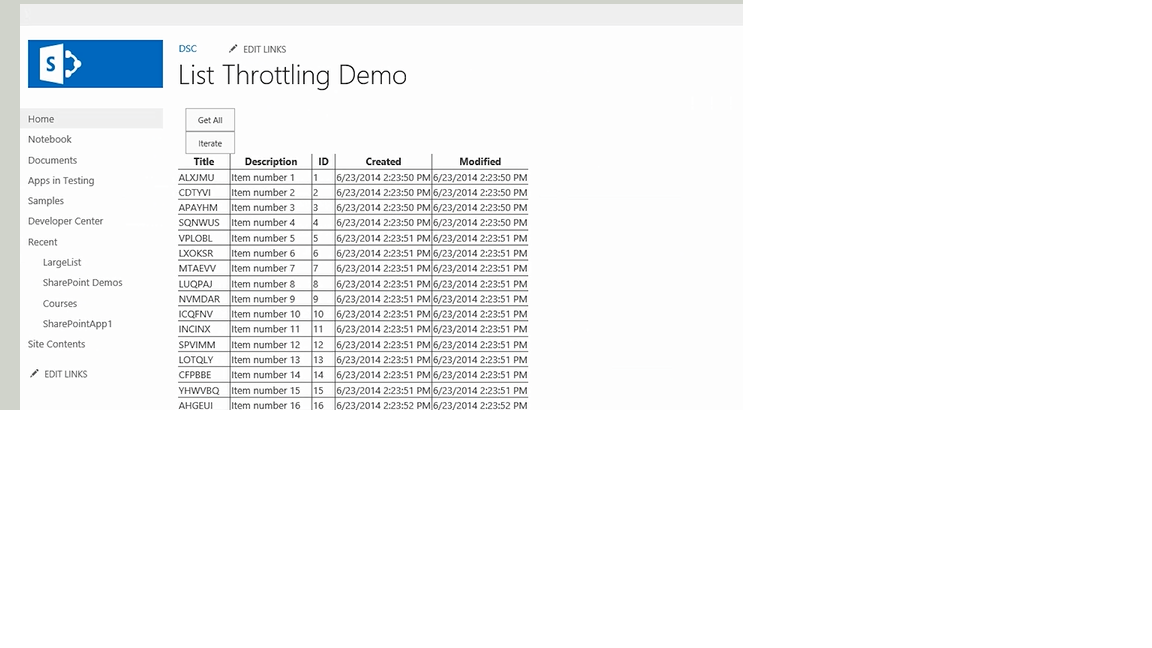 S
DSC EDIT LINKS
List Throttling Demo
Home
Notebook
Documents
Apps in Testing
Samples
Developer Center
Recent
LargeList
SharePoint Demos
Courses
SharePointApp1
Site Contents
EDIT LINKS
Get All
Iterate
Title Description ID Created Modified
ALXJMU Item number 1 1 6/23/2014 2:23:50 PM 6/23/2014 2:23:50 PM
CDTYVI Item number 2 2 6/23/2014 2:23:50 PM 6/23/2014 2:23:50 PM
APAYHM Item number 3 3 6/23/2014 2:23:50 PM 6/23/2014 2:23:50 PM
SQNWUS Item number 4 4 6/23/2014 2:23:50 PM 6/23/2014 2:23:50 PM
VPLOBL Item number 5 5 6/23/2014 2:23:51 PM 6/23/2014 2:23:51 PM
LXOKSR Item number 6 6 6/23/2014 2:23:51 PM 6/23/2014 2:23:51 PM
MTAEVV Item number 7 7 6/23/2014 2:23:51 PM 6/23/2014 2:23:51 PM
LUQPAJ Item number 8 8 6/23/2014 2:23:51 PM 6/23/2014 2:23:51 PM
NVMDAR Item number 9 9 6/23/2014 2:23:51 PM 6/23/2014 2:23:51 PM
ICQFNV Item number 10 10 6/23/2014 2:23:51 PM 6/23/2014 2:23:51 PM
INCINX Item number 11 11 6/23/2014 2:23:51 PM 6/23/2014 2:23:51 PM
SPVIMM Item number 12 12 6/23/2014 2:23:51 PM 6/23/2014 2:23:51 PM
LOTQLY Item number 13 13 6/23/2014 2:23:51 PM 6/23/2014 2:23:51 PM
CFPBBE Item number 14 14 6/23/2014 2:23:51 PM 6/23/2014 2:23:51 PM
YHWVBQ Item number 15 15 6/23/2014 2:23:51 PM 6/23/2014 2:23:51 PM
AHGEUI Item number 16 16 6/23/2014 2:23:52 PM 6/23/2014 2:23:52 PM